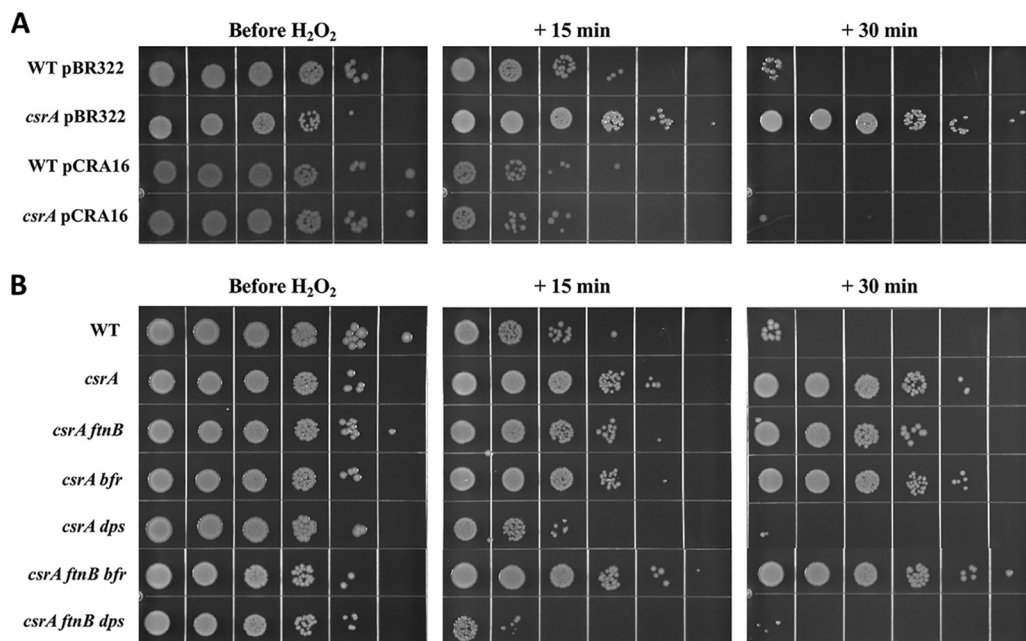 A
Before H₂O₂ + 15 min + 30 min
WT pBR322
csrA pBR322
WT pCRA16
csrA pCRA16
B
Before H₂O₂ + 15 min + 30 min
WT
csrA
csrA ftnB
csrA bfr
csrA dps
csrA ftnB bfr
csrA ftnB dps